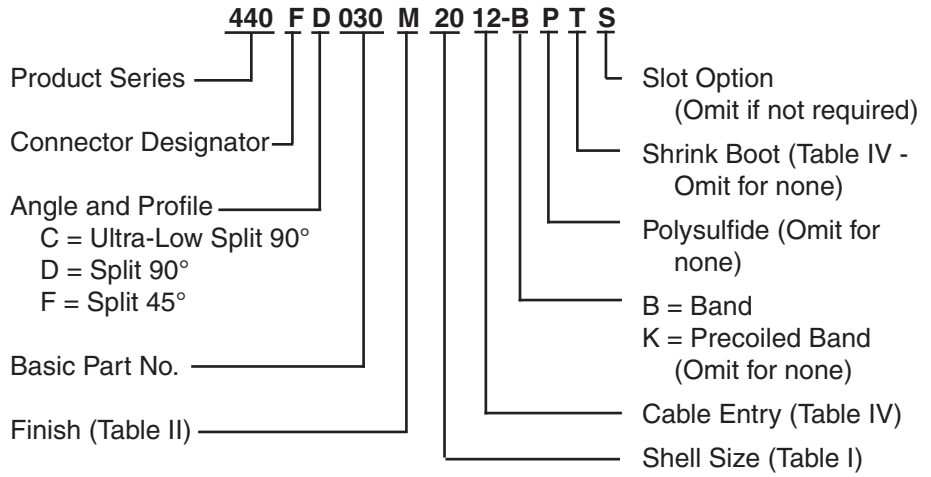 440 F D 030 M 20 12-B P T S
Product Series
Connector Designator
Angle and Profile
C = Ultra-Low Split 90°
D = Split 90°
F = Split 45°
Basic Part No.
Finish (Table II)
Slot Option
(Omit if not required)
Shrink Boot (Table IV -
Omit for none)
Polysulfide (Omit for
none)
B = Band
K = Precoiled Band
(Omit for none)
Cable Entry (Table IV)
Shell Size (Table I)